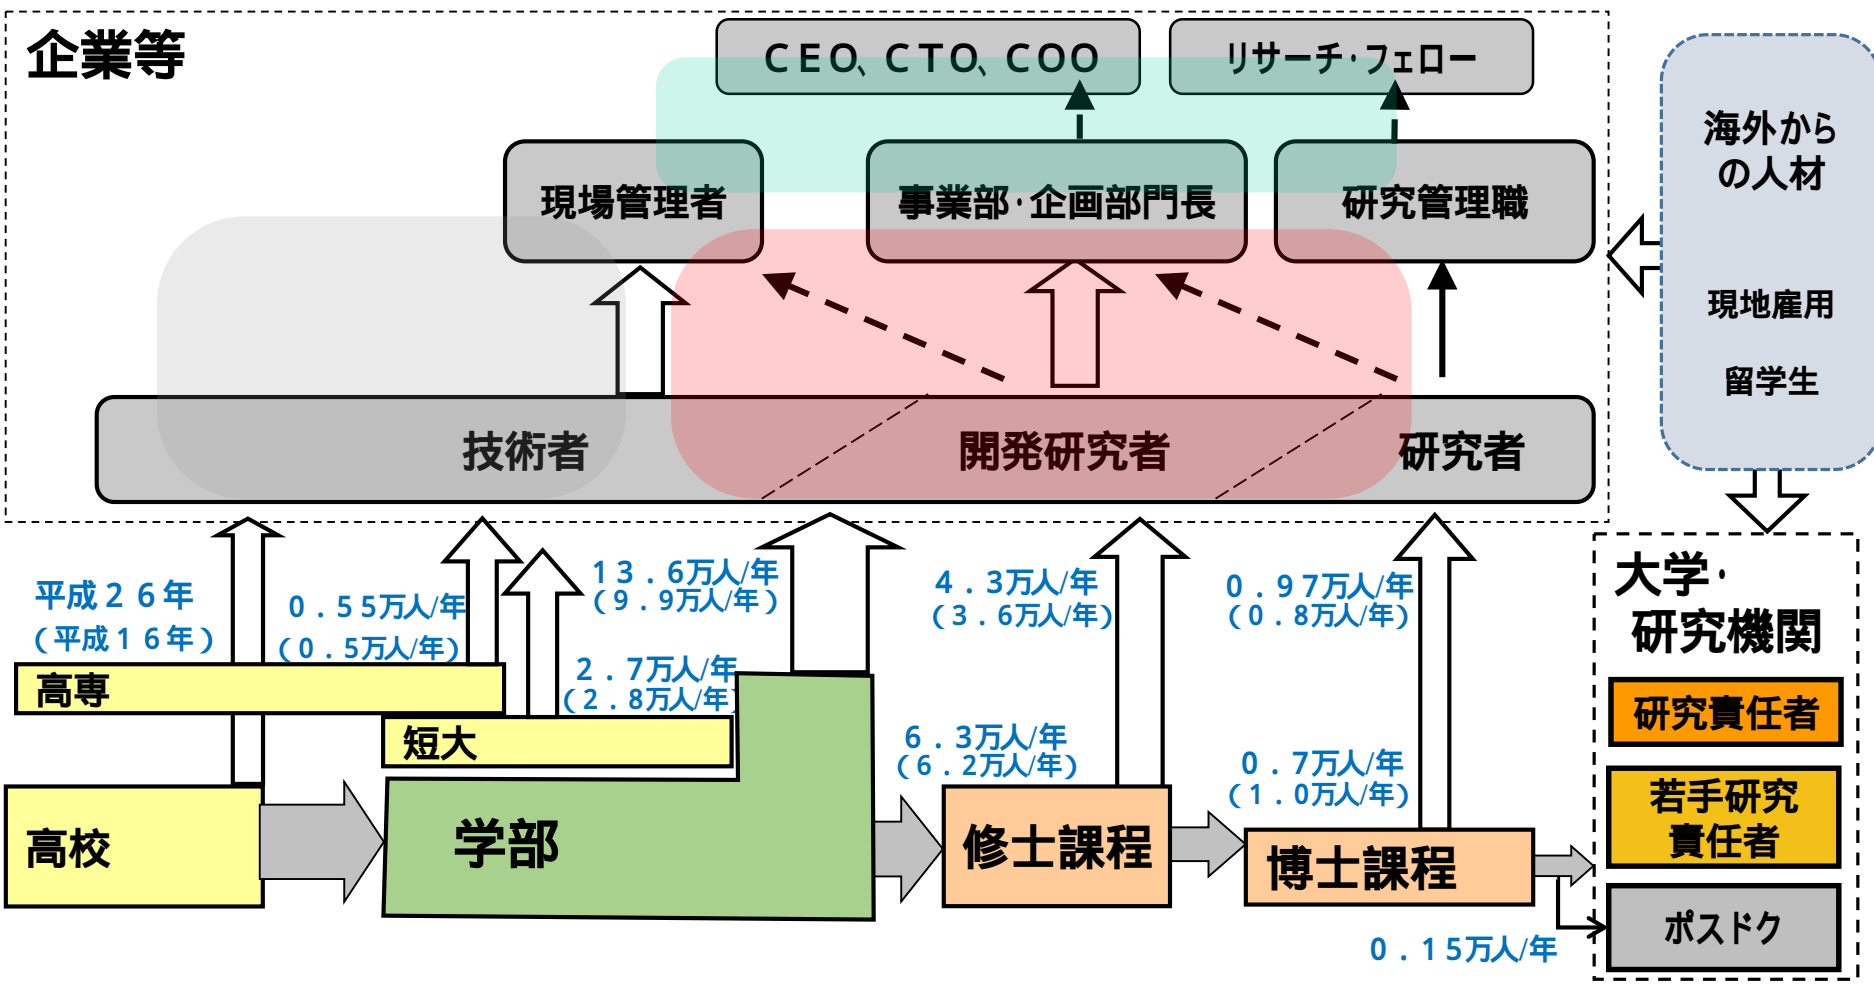 企業等
ＣＥＯ、ＣＴＯ、ＣＯＯ
リサーチ・フェロー
海外から
の人材
現場管理者
事業部・企画部門長
研究管理職
現地雇用
留学生
技術者
開発研究者
研究者
平成２６年
（平成１６年）
０．５５万人/年
（０．５万人/年）
１３．６万人/年
（９．９万人/年）
２．７万人/年
（２．８万人/年）
４．３万人/年
（３．６万人/年）
０．９７万人/年
（０．８万人/年）
大学・
研究機関
高専
短大
６．３万人/年
（６．２万人/年）
０．７万人/年
（１．０万人/年）
研究責任者
高校
学部
修士課程
博士課程
若手研究
責任者
ポスドク
０．１５万人/年